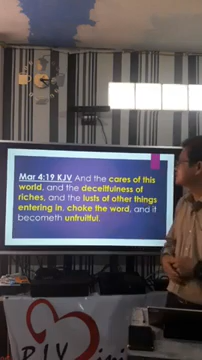 Mar 4:19 KJV And the cares of this
world, and the deceitfulness of
riches, and the lusts of other things
entering in, choke the word, and it
becometh unfruitful.